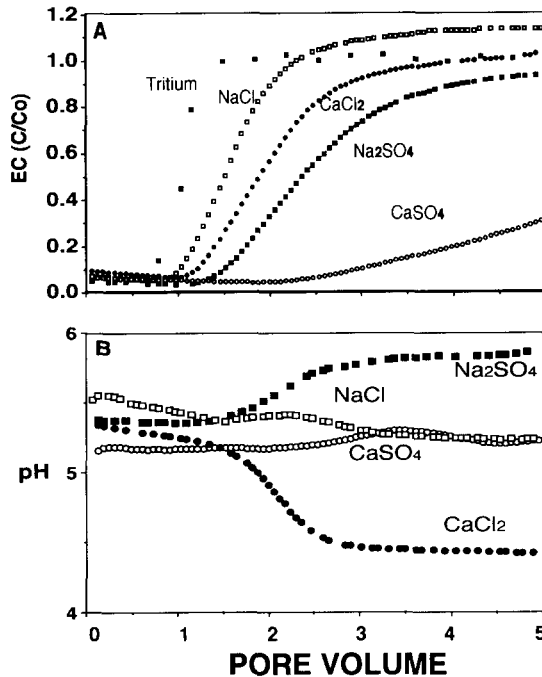 A
EC (C/Co)
1.2
1.0
0.8
0.6
0.4
0.2
0.0
Tritium
NaCl
CaCl2
Na2SO4
CaSO4
B
pH
6
5
4
Na2SO4
NaCl
CaSO4
CaCl2
0 1 2 3 4 5
PORE VOLUME